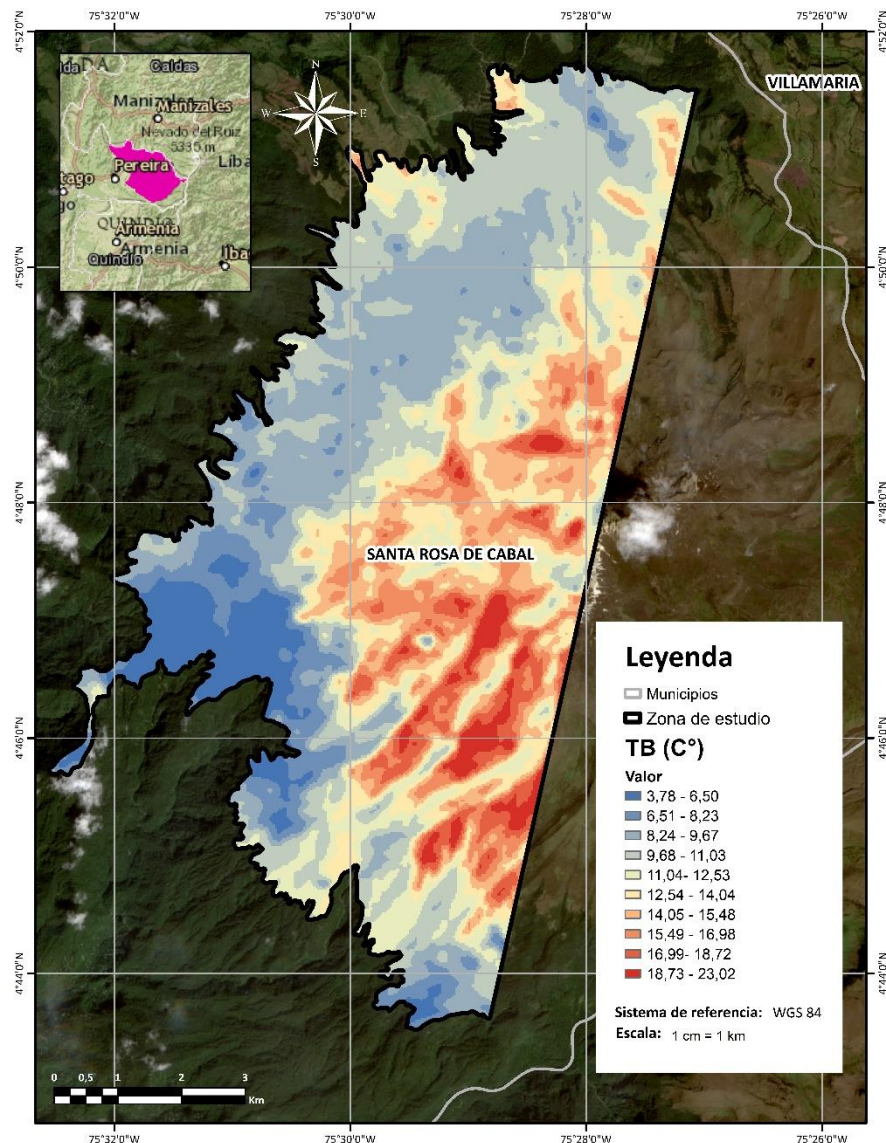 75°32'0"W 75°30'0"W 75°28'0"W 75°26'0"W
4°52'0"N 4°52'0"N
VILLAMARIA
Caldas
Manizales
Manizales
Nevado del Ruiz
5335 m
Pereira
tago
QUINDIO
Armenia
Armenia
Quindío
N
W E
S
4°50'0"N 4°50'0"N
4°48'0"N 4°48'0"N
SANTA ROSA DE CABAL
4°46'0"N 4°46'0"N
4°44'0"N 4°44'0"N
Leyenda
Municipios
Zona de estudio
TB (C°)
Valor
3,78 - 6,50
6,51 - 8,23
8,24 - 9,67
9,68 - 11,03
11,04- 12,53
12,54 - 14,04
14,05 - 15,48
15,49 - 16,98
16,99- 18,72
18,73 - 23,02
Sistema de referencia: WGS 84
Escala: 1 cm = 1 km
0 0,5 1 2 3
Km
75°32'0"W 75°30'0"W 75°28'0"W 75°26'0"W